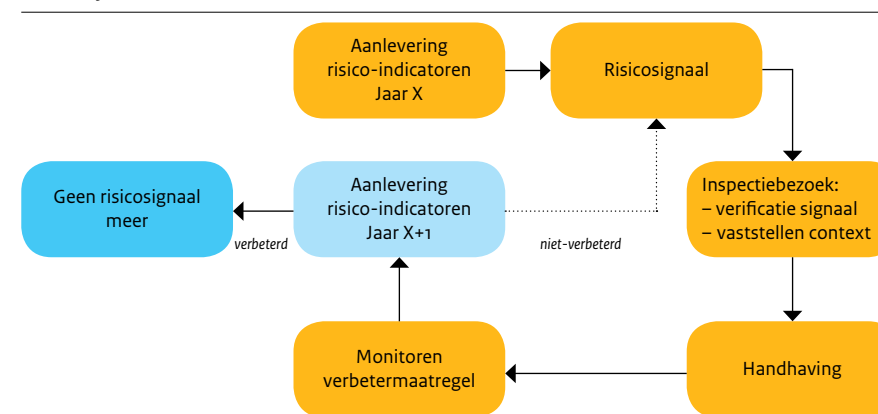 Aanlevering
risico-indicatoren
Jaar X
Risicosignaal
Geen risicosignaal
meer
Aanlevering
risico-indicatoren
Jaar X+1
Inspectiebezoek:
– verificatie signaal
– vaststellen context
verbeterd
niet-verbeterd
Monitoren
verbetermaatregel
Handhaving